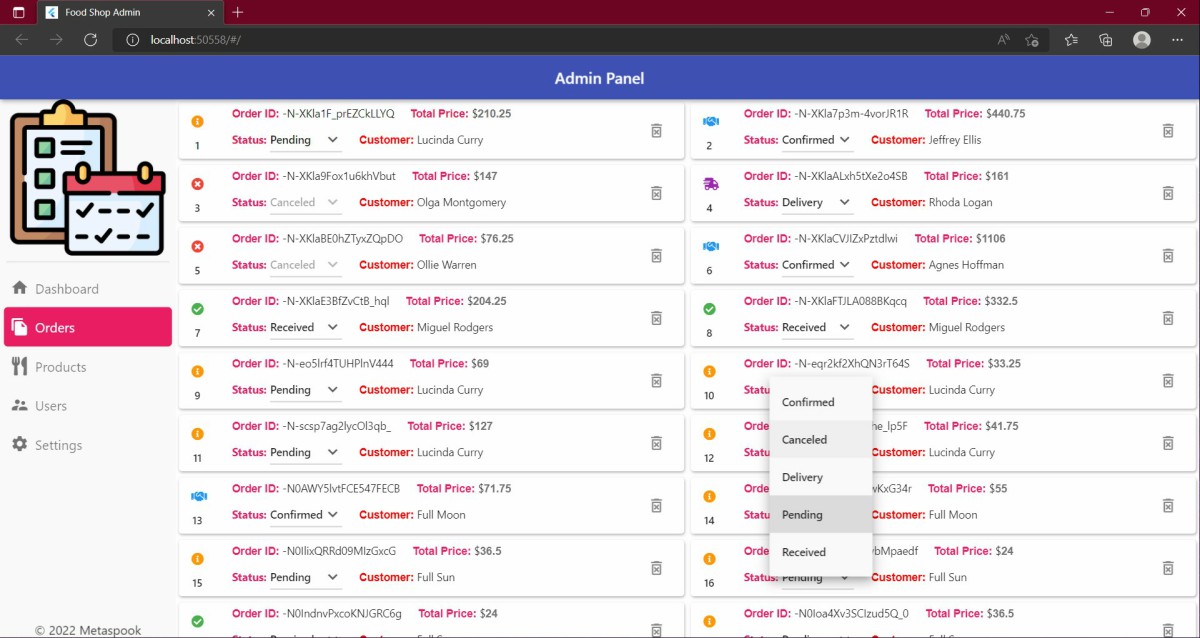 Food Shop Admin
localhost:50558/#/
Admin Panel
Dashboard
Orders
Products
Users
Settings
© 2022 Metaspook
Order ID: -N-XKla1F_prEZCkLLYQ Total Price: $210.25
1 Status: Pending Customer: Lucinda Curry
Order ID: -N-XKla7p3m-4vorJR1R Total Price: $440.75
2 Status: Confirmed Customer: Jeffrey Ellis
Order ID: -N-XKla9Fox1u6khVbut Total Price: $147
3 Status: Canceled Customer: Olga Montgomery
Order ID: -N-XKlaALxh5tXe2o4SB Total Price: $161
4 Status: Delivery Customer: Rhoda Logan
Order ID: -N-XKlaBE0hZTyxZQpDO Total Price: $76.25
5 Status: Canceled Customer: Ollie Warren
Order ID: -N-XKlaCVJIZxPztdlwi Total Price: $1106
6 Status: Confirmed Customer: Agnes Hoffman
Order ID: -N-XKlaE3BfZvCtB_hql Total Price: $204.25
7 Status: Received Customer: Miguel Rodgers
Order ID: -N-XKlaFTJLA088BKqcq Total Price: $332.5
8 Status: Received Customer: Miguel Rodgers
Order ID: -N-eo5lrf4TUHPlnV444 Total Price: $69
9 Status: Pending Customer: Lucinda Curry
Order ID: -N-eqr2kf2XhQN3rT64S Total Price: $33.25
10 Statu Customer: Lucinda Curry
Order ID: -N-scsp7ag2lycOl3qb_ Total Price: $127
11 Status: Pending Customer: Lucinda Curry
Orde he_lp5F Total Price: $41.75
12 Statu Customer: Lucinda Curry
Order ID: -N0AWY5lvtFCE547FECB Total Price: $71.75
13 Status: Confirmed Customer: Full Moon
Orde vKxG34r Total Price: $55
14 Statu Customer: Full Moon
Order ID: -N0IlixQRRd09MlzGxcG Total Price: $36.5
15 Status: Pending Customer: Full Sun
Orde vbMpaedf Total Price: $24
16 Status: Pending Customer: Full Sun
Order ID: -N0IndnvPxcoKNJGRC6g Total Price: $24
Order ID: -N0Ioa4Xv3SCIzud5Q_0 Total Price: $36.5
Confirmed
Canceled
Delivery
Pending
Received